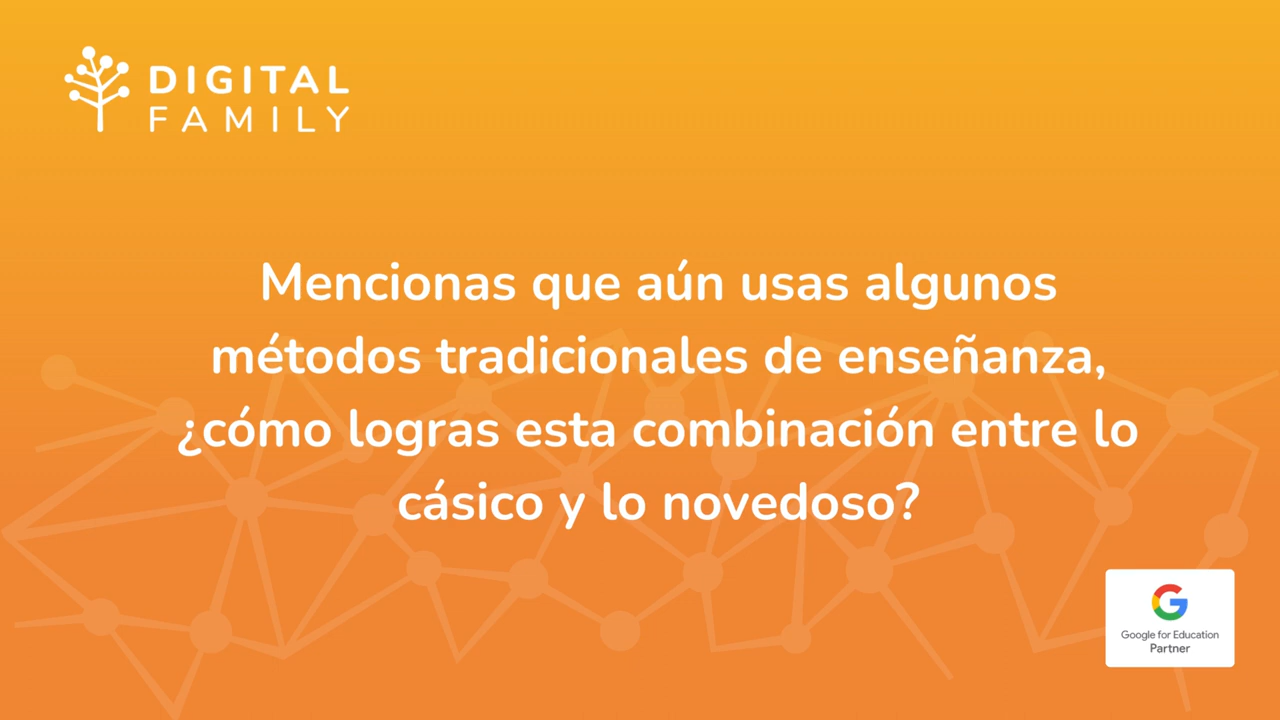 DIGITAL
FAMILY
Mencionas que aún usas algunos
métodos tradicionales de enseñanza,
¿cómo logras esta combinación entre lo
cásico y lo novedoso?
Google for Education
Partner